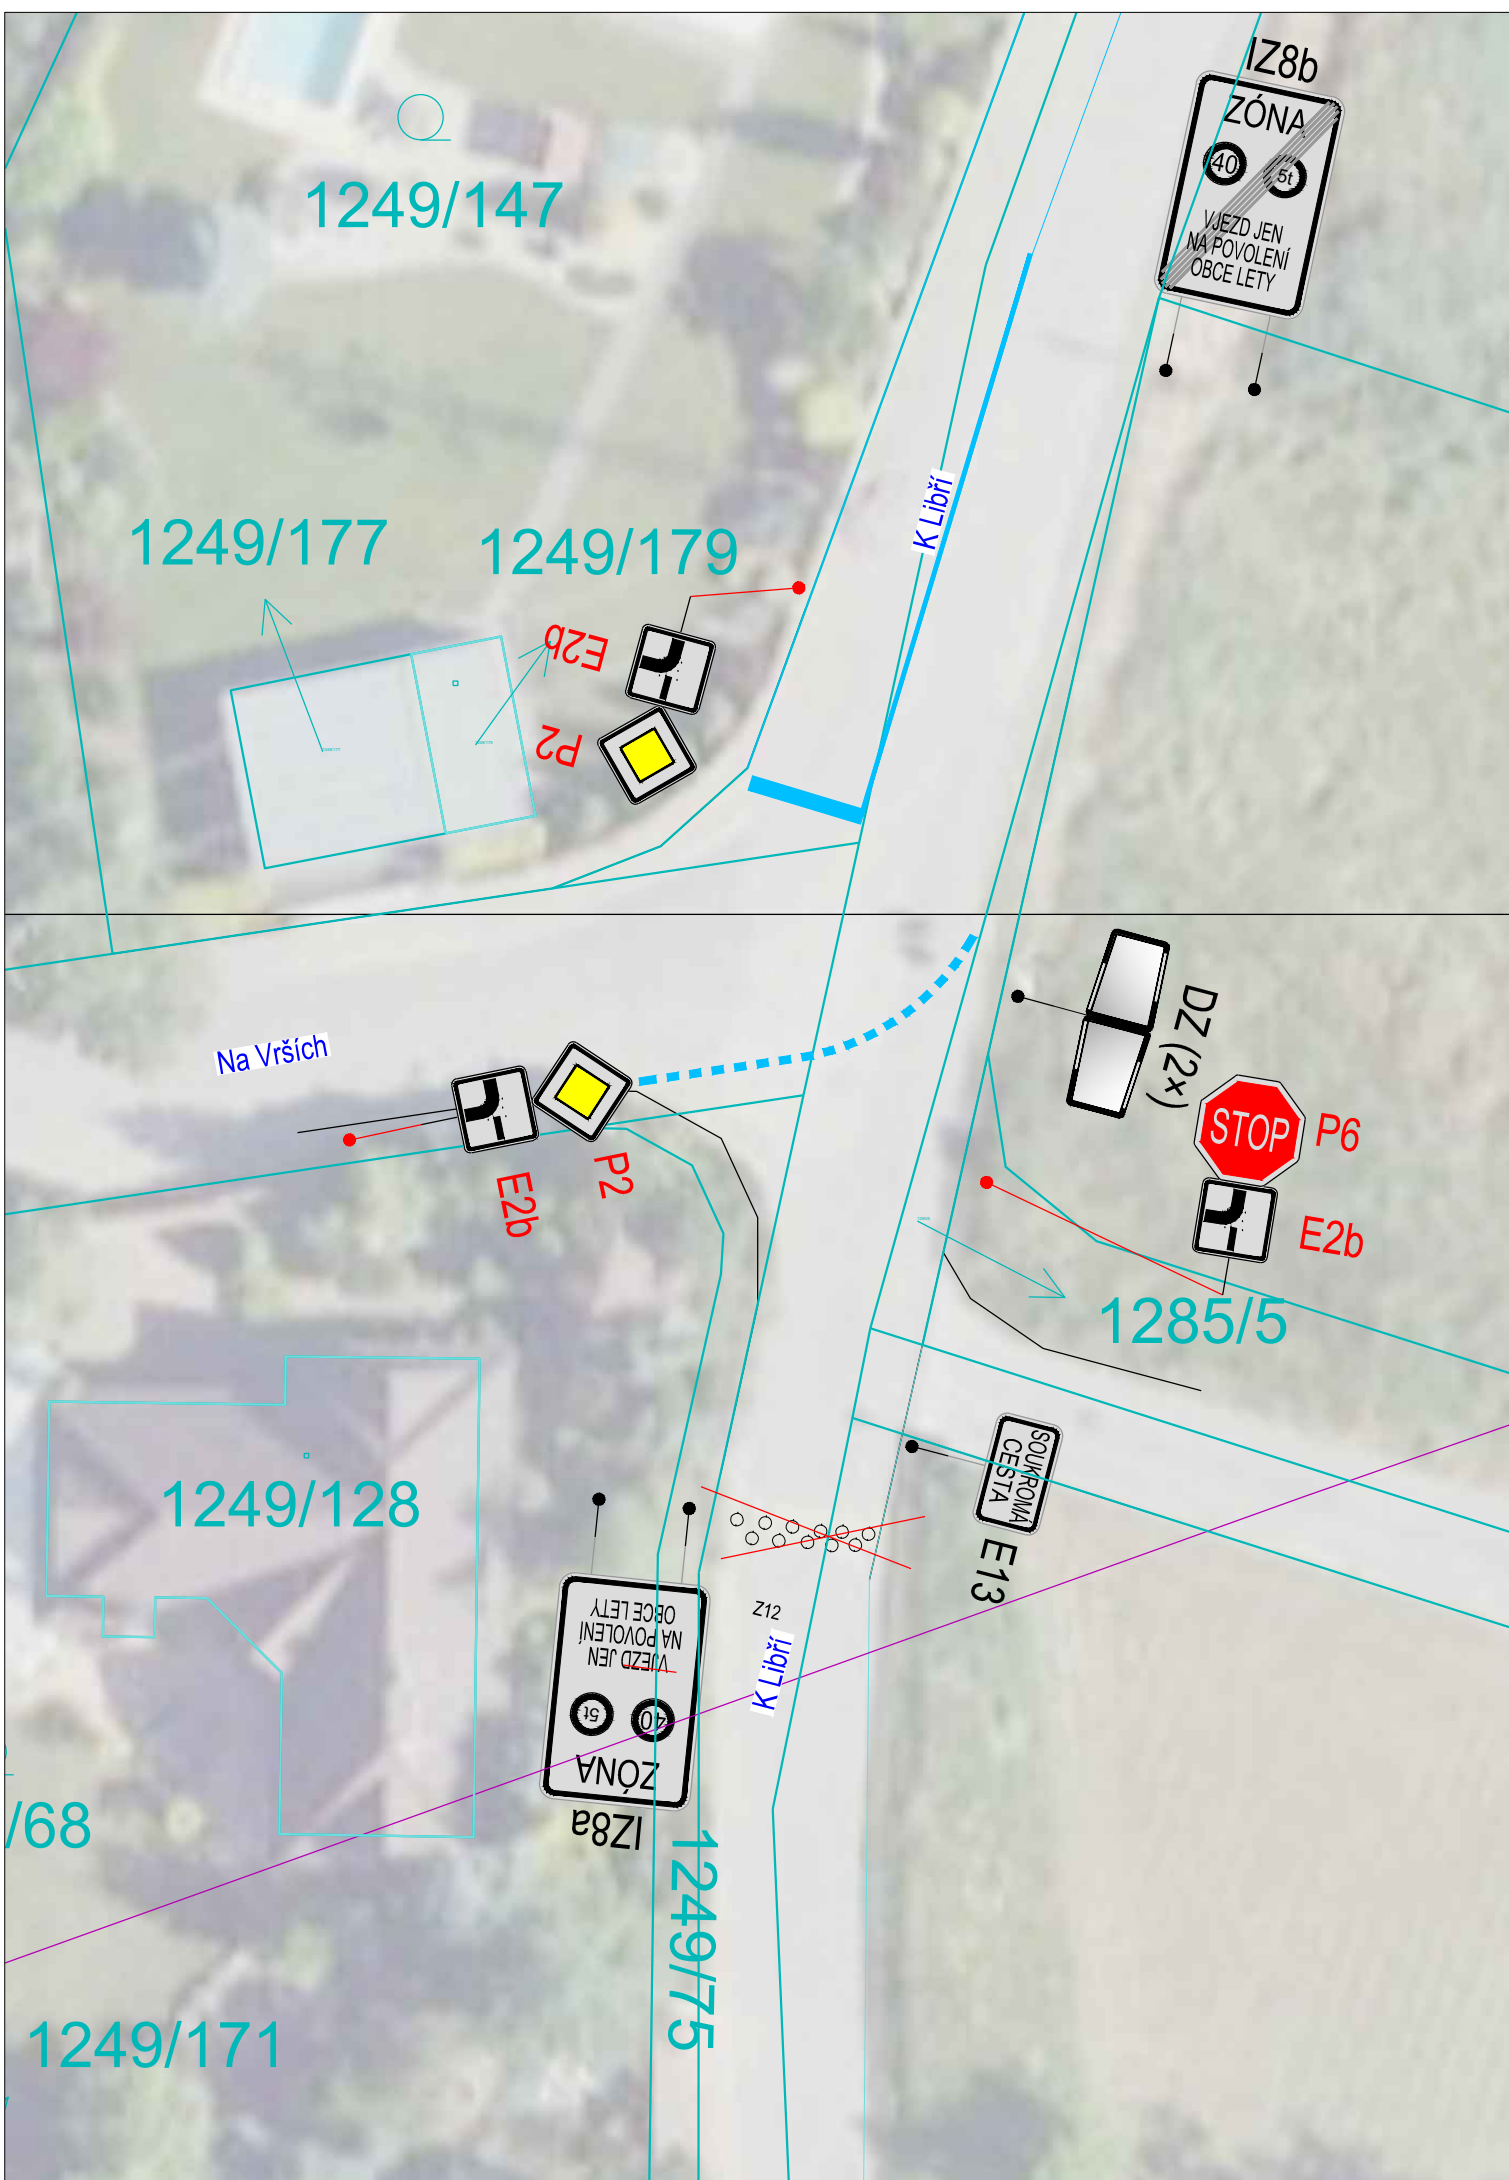 IZ8b
ZÓNA
40
5t
VJEZD JEN
NA POVOLENÍ
OBCE LETY
1249/147
K Libří
1249/177
1249/179
E2b
P2
Na Vrších
E2b
P2
DZ (2×)
STOP
P6
E2b
1285/5
SOUKROMÁ
CESTA
E13
1249/128
Z12
K Libří
IZ8a
ZÓNA
40
5t
VJEZD JEN
NA POVOLENÍ
OBCE LETY
/68
1249/75
1249/171